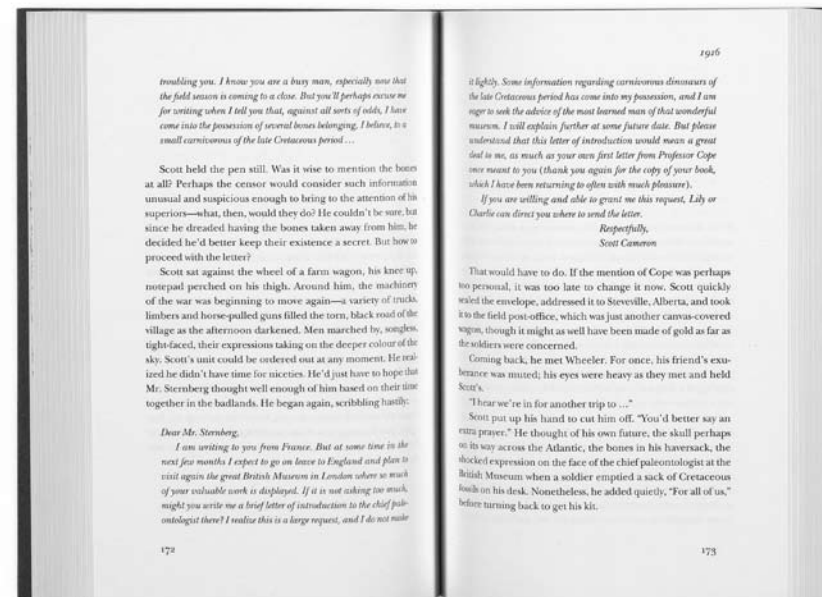 troubling you. I know you are a busy man, especially now that
the field season is coming to a close. But you'll perhaps excuse me
for writing when I tell you that, against all sorts of odds, I have
come into the possession of several bones belonging, I believe, to a
small carnivorous of the late Cretaceous period ...
Scott held the pen still. Was it wise to mention the bones
at all? Perhaps the censor would consider such information
unusual and suspicious enough to bring to the attention of his
superiors—what, then, would they do? He couldn't be sure, but
since he dreaded having the bones taken away from him, he
decided he'd better keep their existence a secret. But how to
proceed with the letter?
Scott sat against the wheel of a farm wagon, his knee up,
notepad perched on his thigh. Around him, the machinery
of the war was beginning to move again—a variety of trucks,
limbers and horse-pulled guns filled the torn, black road of the
village as the afternoon darkened. Men marched by, songless,
tight-faced, their expressions taking on the deeper colour of the
sky. Scott's unit could be ordered out at any moment. He real-
ized he didn't have time for niceties. He'd just have to hope that
Mr. Sternberg thought well enough of him based on their time
together in the badlands. He began again, scribbling hastily:
Dear Mr. Sternberg,
I am writing to you from France. But at some time in the
next few months I expect to go on leave to England and plan to
visit again the great British Museum in London where so much
of your valuable work is displayed. If it is not asking too much,
might you write me a brief letter of introduction to the chief pale-
ontologist there? I realize this is a large request, and I do not make
172
1916
it lightly. Some information regarding carnivorous dinosaurs of
the late Cretaceous period has come into my possession, and I am
eager to seek the advice of the most learned man of that wonderful
museum. I will explain further at some future date. But please
understand that this letter of introduction would mean a great
deal to me, as much as your own first letter from Professor Cope
once meant to you (thank you again for the copy of your book,
which I have been returning to often with much pleasure).
If you are willing and able to grant me this request, Lily or
Charlie can direct you where to send the letter.
Respectfully,
Scott Cameron
That would have to do. If the mention of Cope was perhaps
too personal, it was too late to change it now. Scott quickly
sealed the envelope, addressed it to Steveville, Alberta, and took
it to the field post-office, which was just another canvas-covered
wagon, though it might as well have been made of gold as far as
the soldiers were concerned.
Coming back, he met Wheeler. For once, his friend's exu-
berance was muted; his eyes were heavy as they met and held
Scott's.
"I hear we're in for another trip to ..."
Scott put up his hand to cut him off. "You'd better say an
extra prayer." He thought of his own future, the skull perhaps
on its way across the Atlantic, the bones in his haversack, the
shocked expression on the face of the chief paleontologist at the
British Museum when a soldier emptied a sack of Cretaceous
fossils on his desk. Nonetheless, he added quietly, "For all of us,"
before turning back to get his kit.
173